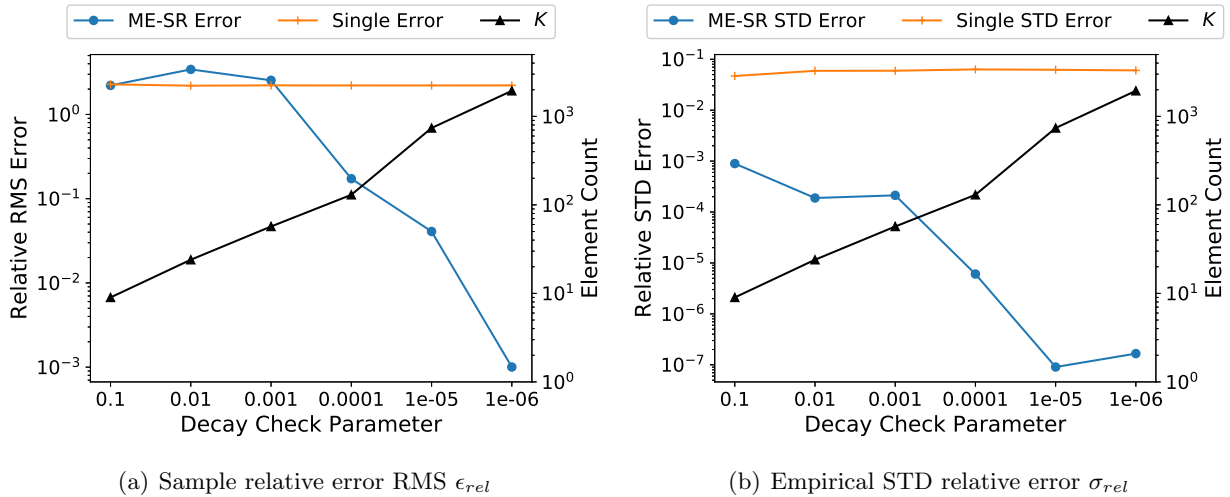 ME-SR Error Single Error K
10^0
10^{-1}
10^{-2}
10^{-3}
Relative RMS Error
10^3
10^2
10^1
10^0
Element Count
0.1 0.01 0.001 0.0001 1e-05 1e-06
Decay Check Parameter
(a) Sample relative error RMS ϵ_{rel}
ME-SR STD Error Single STD Error K
10^{-1}
10^{-2}
10^{-3}
10^{-4}
10^{-5}
10^{-6}
10^{-7}
Relative STD Error
10^3
10^2
10^1
10^0
Element Count
0.1 0.01 0.001 0.0001 1e-05 1e-06
Decay Check Parameter
(b) Empirical STD relative error σ_{rel}